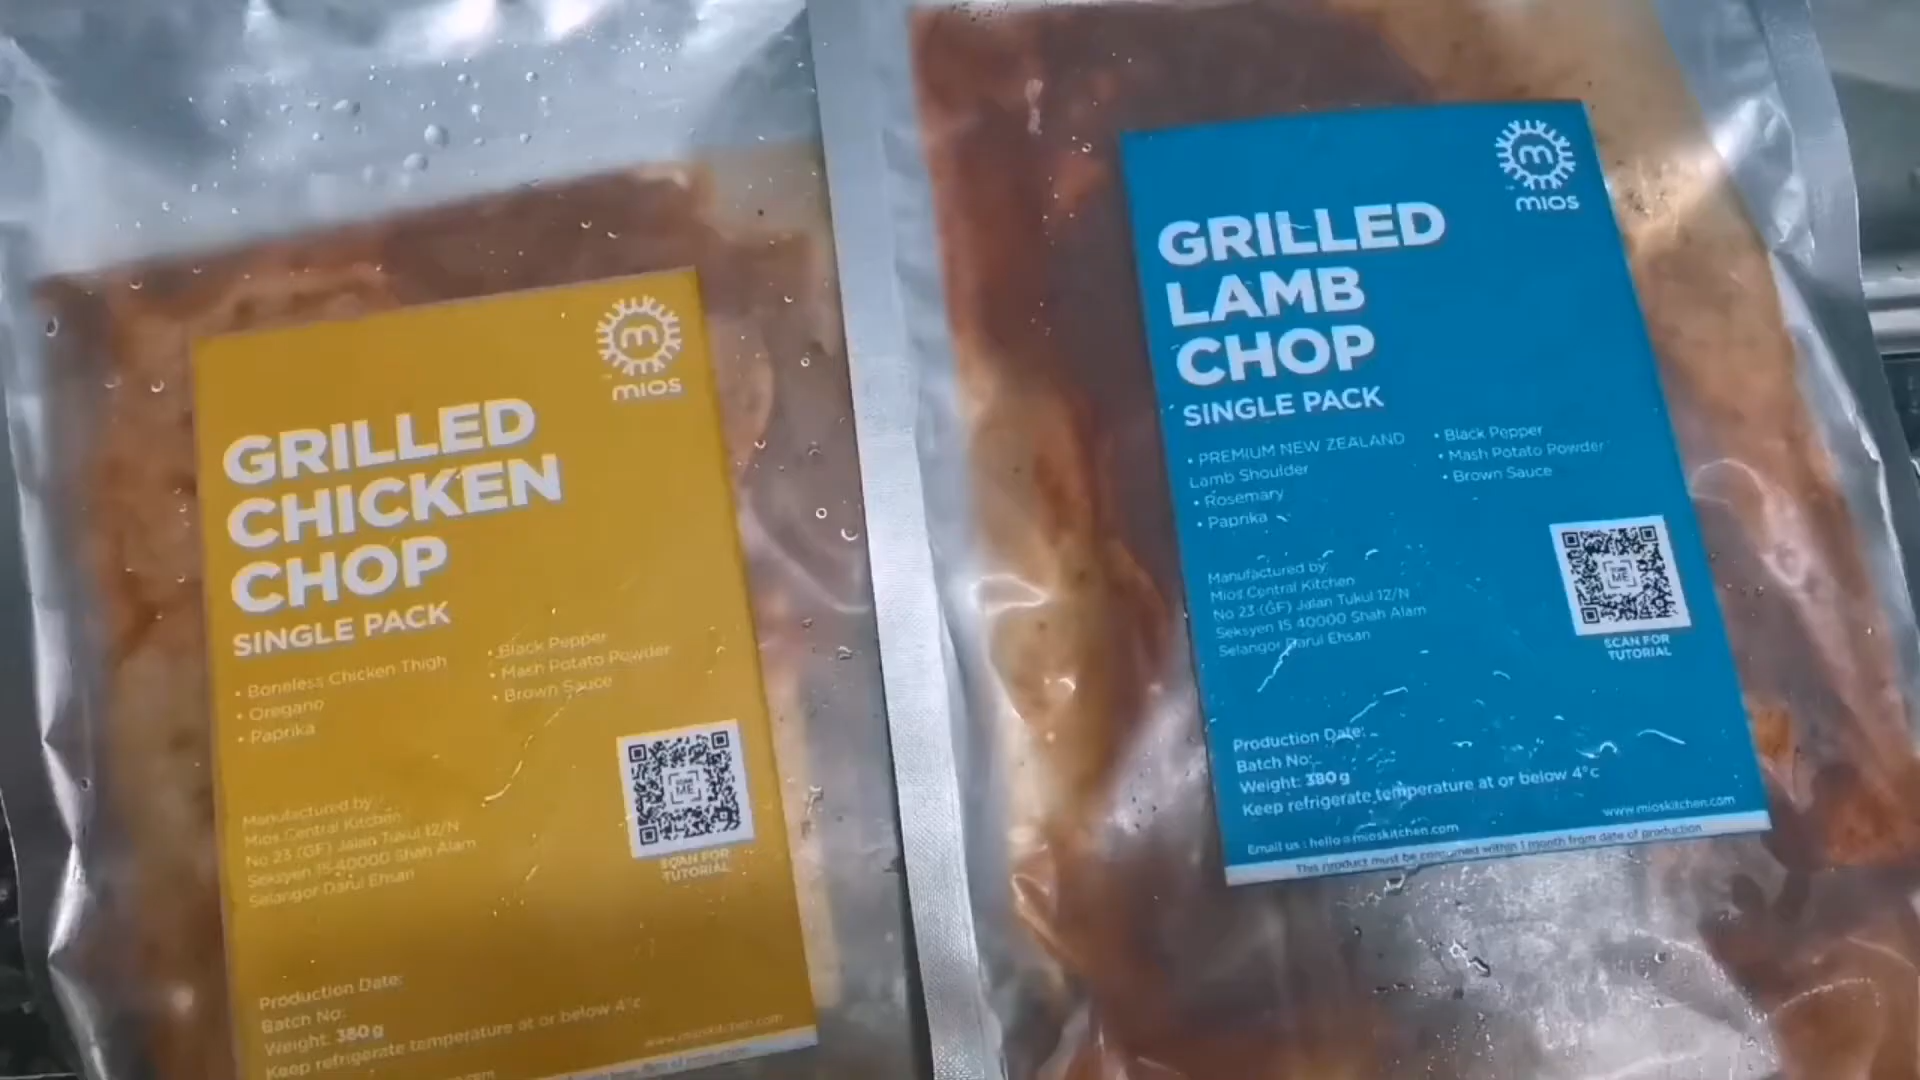 mios
GRILLED
CHICKEN
CHOP
SINGLE PACK
• Boneless Chicken Thigh
• Oregano
• Paprika
• Black Pepper
• Mash Potato Powder
• Brown Sauce
Manufactured by:
Mios Central Kitchen
No 23 (GF) Jalan Tukul 12/N
Seksyen 15 40000 Shah Alam
Selangor Darul Ehsan
SCAN FOR
TUTORIAL
Production Date:
Batch No:
Weight: 380g
Keep refrigerate temperature at or below 4°c
www.mioskitchen.com
mios
GRILLED
LAMB
CHOP
SINGLE PACK
• PREMIUM NEW ZEALAND
Lamb Shoulder
• Rosemary
• Paprika
• Black Pepper
• Mash Potato Powder
• Brown Sauce
Manufactured by:
Mios Central Kitchen
No 23 (GF) Jalan Tukul 12/N
Seksyen 15 40000 Shah Alam
Selangor Darul Ehsan
SCAN FOR
TUTORIAL
Production Date:
Batch No:
Weight: 380g
Keep refrigerate temperature at or below 4°c
www.mioskitchen.com
Email us : hello@mioskitchen.com
This product must be consumed within 1 month from date of production